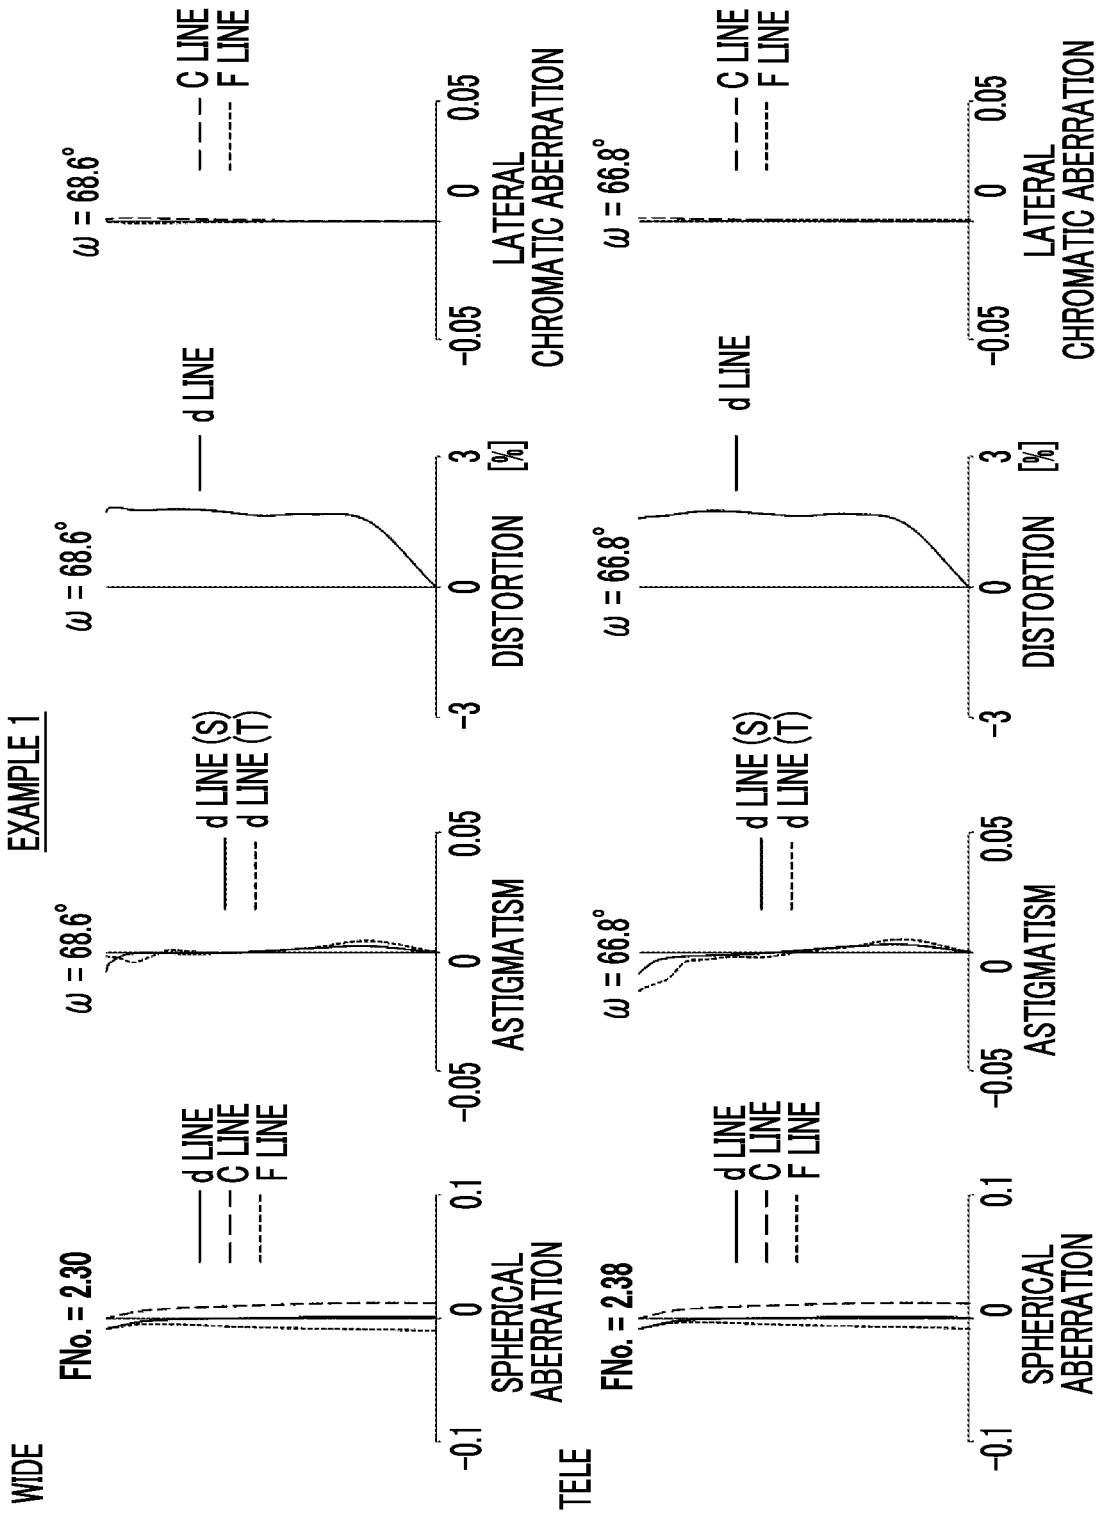 EXAMPLE 1
WIDE
FNo. = 2.30
d LINE
C LINE
F LINE
−0.1
0
0.1
SPHERICAL
ABERRATION
ω = 68.6°
d LINE (S)
d LINE (T)
−0.05
0
0.05
ASTIGMATISM
ω = 68.6°
d LINE
−3
0
3
[%]
DISTORTION
ω = 68.6°
C LINE
F LINE
−0.05
0
0.05
LATERAL
CHROMATIC ABERRATION
TELE
FNo. = 2.38
d LINE
C LINE
F LINE
−0.1
0
0.1
SPHERICAL
ABERRATION
ω = 66.8°
d LINE (S)
d LINE (T)
−0.05
0
0.05
ASTIGMATISM
ω = 66.8°
d LINE
−3
0
3
[%]
DISTORTION
ω = 66.8°
C LINE
F LINE
−0.05
0
0.05
LATERAL
CHROMATIC ABERRATION